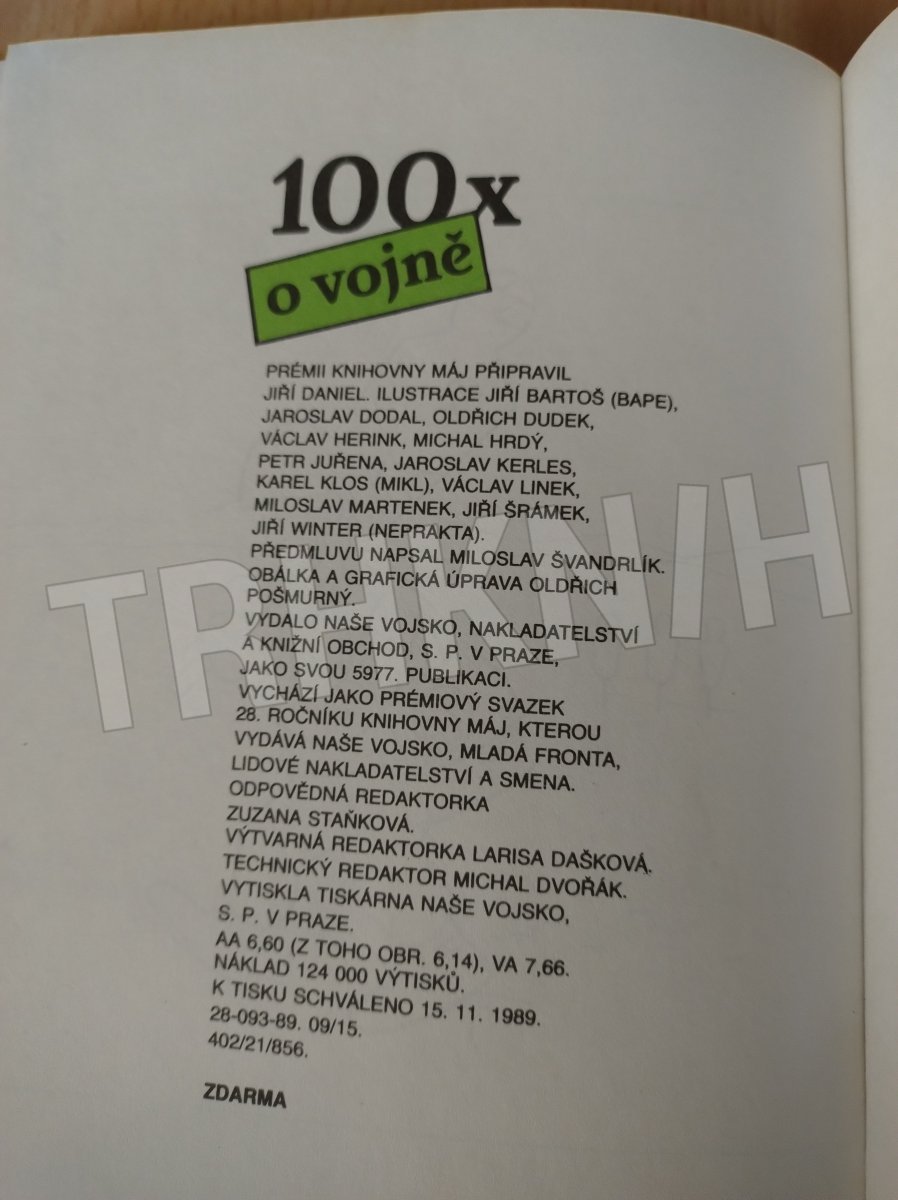 100x
o vojně
PRÉMII KNIHOVNY MÁJ PŘIPRAVIL
JIŘÍ DANIEL. ILUSTRACE JIŘÍ BARTOŠ (BAPE),
JAROSLAV DODAL, OLDŘICH DUDEK,
VÁCLAV HERINK, MICHAL HRDÝ,
PETR JUŘENA, JAROSLAV KERLES,
KAREL KLOS (MIKL), VÁCLAV LINEK,
MILOSLAV MARTENEK, JIŘÍ ŠRÁMEK,
JIŘÍ WINTER (NEPRAKTA).
PŘEDMLUVU NAPSAL MILOSLAV ŠVANDRLÍK.
OBÁLKA A GRAFICKÁ ÚPRAVA OLDŘICH
POŠMURNÝ.
VYDALO NAŠE VOJSKO, NAKLADATELSTVÍ
A KNIŽNÍ OBCHOD, S. P. V PRAZE,
JAKO SVOU 5977. PUBLIKACI.
VYCHÁZÍ JAKO PRÉMIOVÝ SVAZEK
28. ROČNÍKU KNIHOVNY MÁJ, KTEROU
VYDÁVÁ NAŠE VOJSKO, MLADÁ FRONTA,
LIDOVÉ NAKLADATELSTVÍ A SMENA.
ODPOVĚDNÁ REDAKTORKA
ZUZANA STAŇKOVÁ.
VÝTVARNÁ REDAKTORKA LARISA DAŠKOVÁ.
TECHNICKÝ REDAKTOR MICHAL DVOŘÁK.
VYTISKLA TISKÁRNA NAŠE VOJSKO,
S. P. V PRAZE.
AA 6,60 (Z TOHO OBR. 6,14), VA 7,66.
NÁKLAD 124 000 VÝTISKŮ.
K TISKU SCHVÁLENO 15. 11. 1989.
28-093-89. 09/15.
402/21/856.
ZDARMA
TRHKNIH